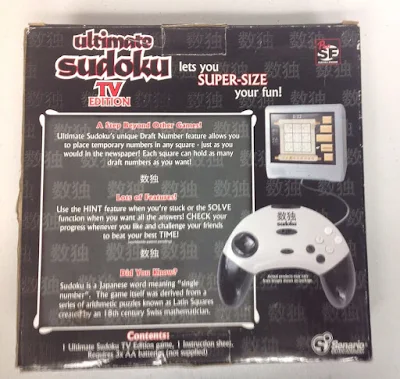 ultimate
sudoku
TV
EDITION
lets you
SUPER-SIZE
your fun!
SF
A Step Beyond Other Games!
Ultimate Sudoku's unique Draft Number feature allows you
to place temporary numbers in any square - just as you
would in the newspaper! Each square can hold as many
draft numbers as you want!
数独
Lots of Features!
Use the HINT feature when you're stuck or the SOLVE
function when you want all the answers! CHECK your
progress whenever you like and challenge your friends
to beat your best TIME!
数独
Did You Know?
Sudoku is a Japanese word meaning "single
number". The game itself was derived from a
series of arithmetic puzzles known as Latin Squares
created by an 18th century Swiss mathematician.
数独
sudoku
Contents:
1 Ultimate Sudoku TV Edition game, 1 Instruction sheet.
Requires 3x AA batteries (not supplied)
Senario